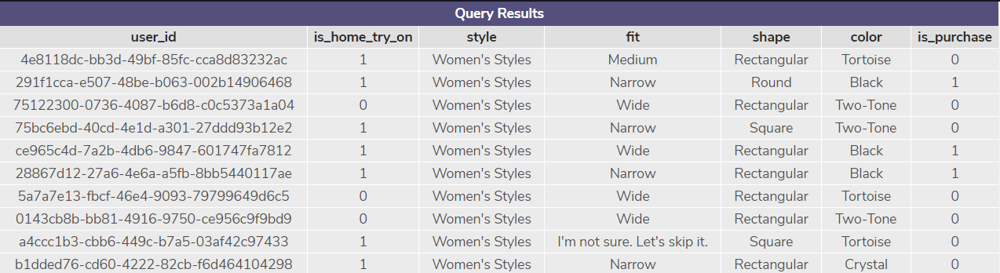 Query Results
user_id is_home_try_on style fit shape color is_purchase
4e8118dc-bb3d-49bf-85fc-cca8d83232ac 1 Women's Styles Medium Rectangular Tortoise 0
291f1cca-e507-48be-b063-002b14906468 1 Women's Styles Narrow Round Black 1
75122300-0736-4087-b6d8-c0c5373a1a04 0 Women's Styles Wide Rectangular Two-Tone 0
75bc6ebd-40cd-4e1d-a301-27ddd93b12e2 1 Women's Styles Narrow Square Two-Tone 0
ce965c4d-7a2b-4db6-9847-601747fa7812 1 Women's Styles Wide Rectangular Black 1
28867d12-27a6-4e6a-a5fb-8bb5440117ae 1 Women's Styles Narrow Rectangular Black 1
5a7a7e13-fbcf-46e4-9093-79799649d6c5 0 Women's Styles Wide Rectangular Tortoise 0
0143cb8b-bb81-4916-9750-ce956c9f9bd9 0 Women's Styles Wide Rectangular Two-Tone 0
a4ccc1b3-cbb6-449c-b7a5-03af42c97433 1 Women's Styles I'm not sure. Let's skip it. Square Tortoise 0
b1dded76-cd60-4222-82cb-f6d464104298 1 Women's Styles Narrow Rectangular Crystal 0